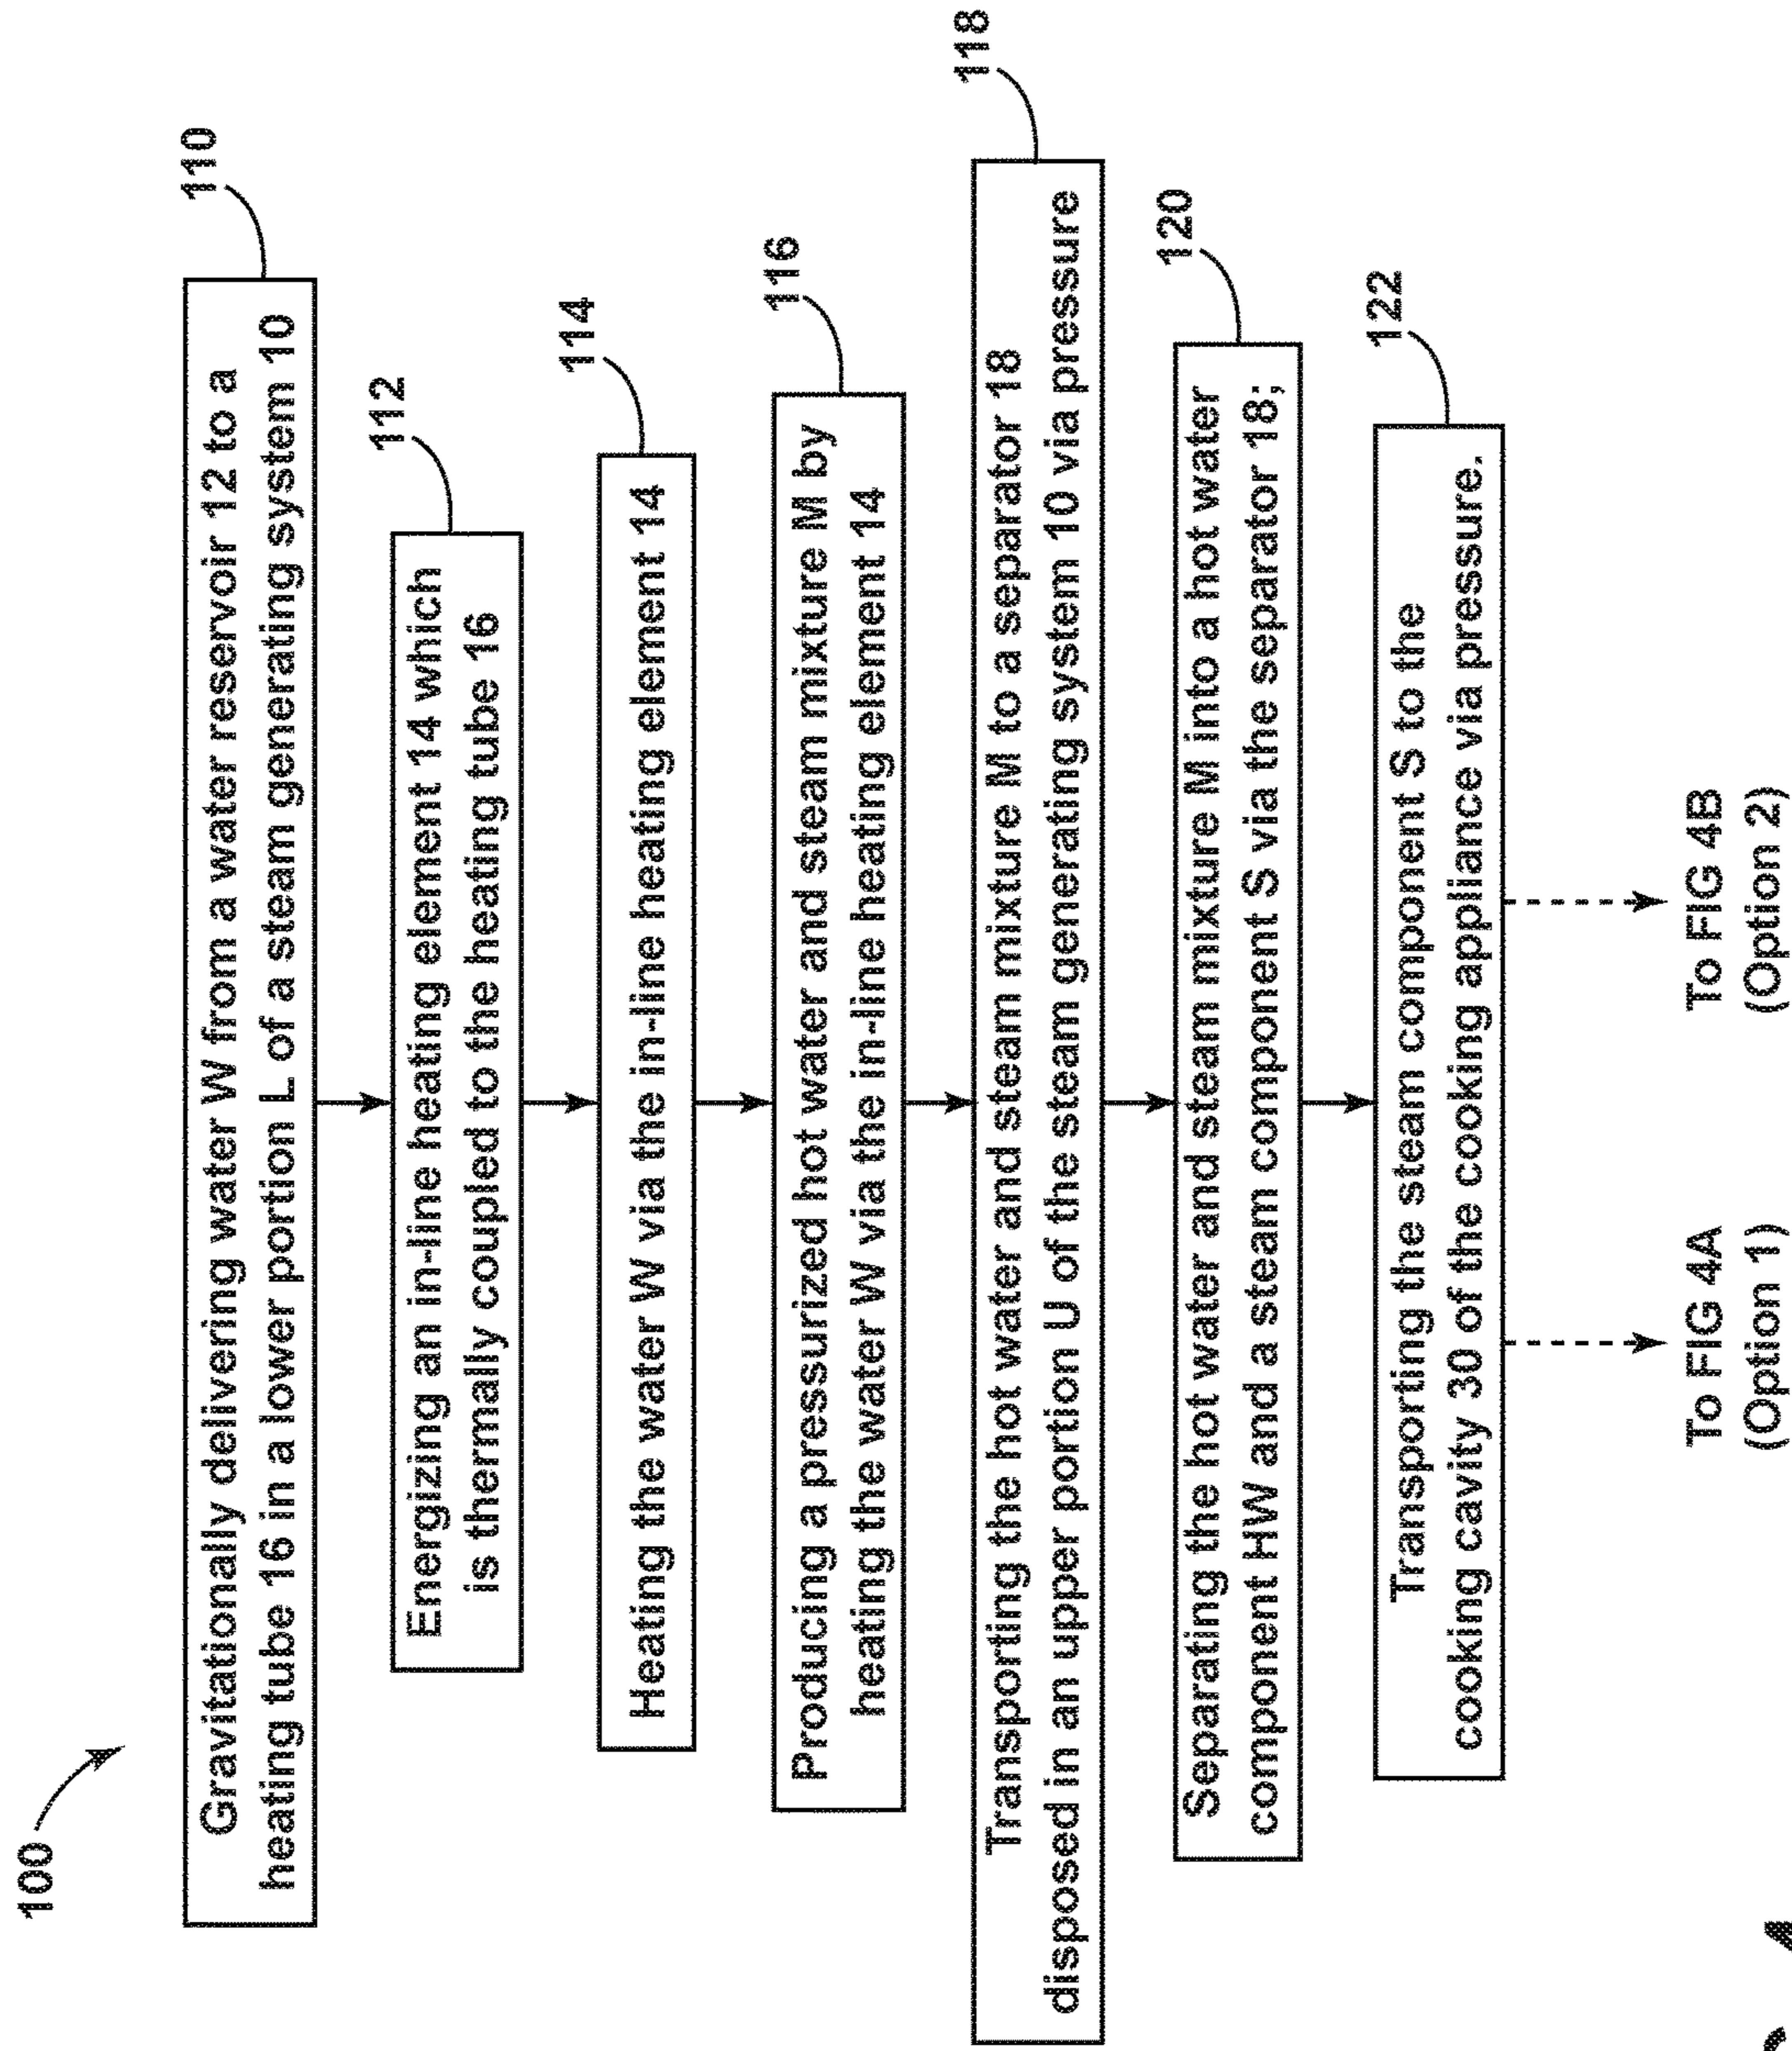 100
110
Gravitationally delivering water W from a water reservoir 12 to a
heating tube 16 in a lower portion L of a steam generating system 10
112
Energizing an in-line heating element 14 which
is thermally coupled to the heating tube 16
114
Heating the water W via the in-line heating element 14
116
Producing a pressurized hot water and steam mixture M by
heating the water W via the in-line heating element 14
118
Transporting the hot water and steam mixture M to a separator 18
disposed in an upper portion U of the steam generating system 10 via pressure
120
Separating the hot water and steam mixture M into a hot water
component HW and a steam component S via the separator 18;
122
Transporting the steam component S to the
cooking cavity 30 of the cooking appliance via pressure.
To FIG 4A
(Option 1)
To FIG 4B
(Option 2)